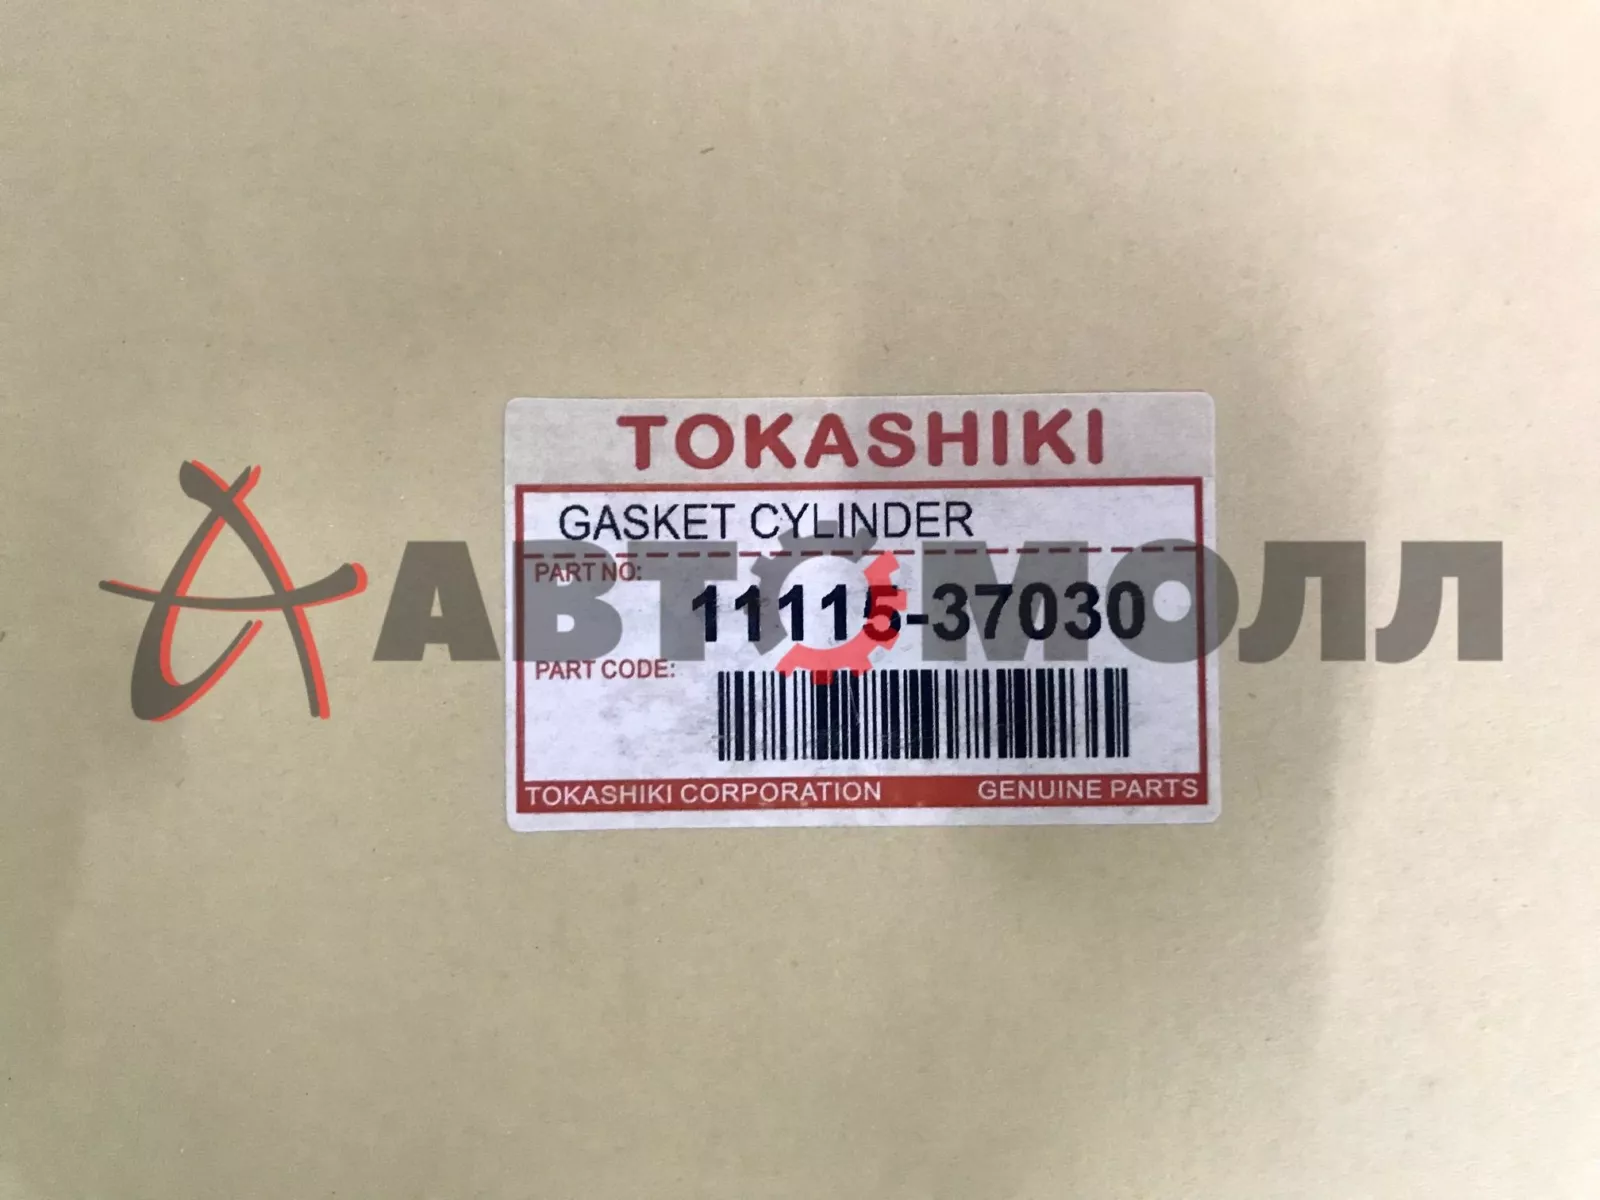 TOKASHIKI
GASKET CYLINDER
PART NO:
11115-37030
АВТОМОЛЛ
PART CODE:
TOKASHIKI CORPORATION GENUINE PARTS